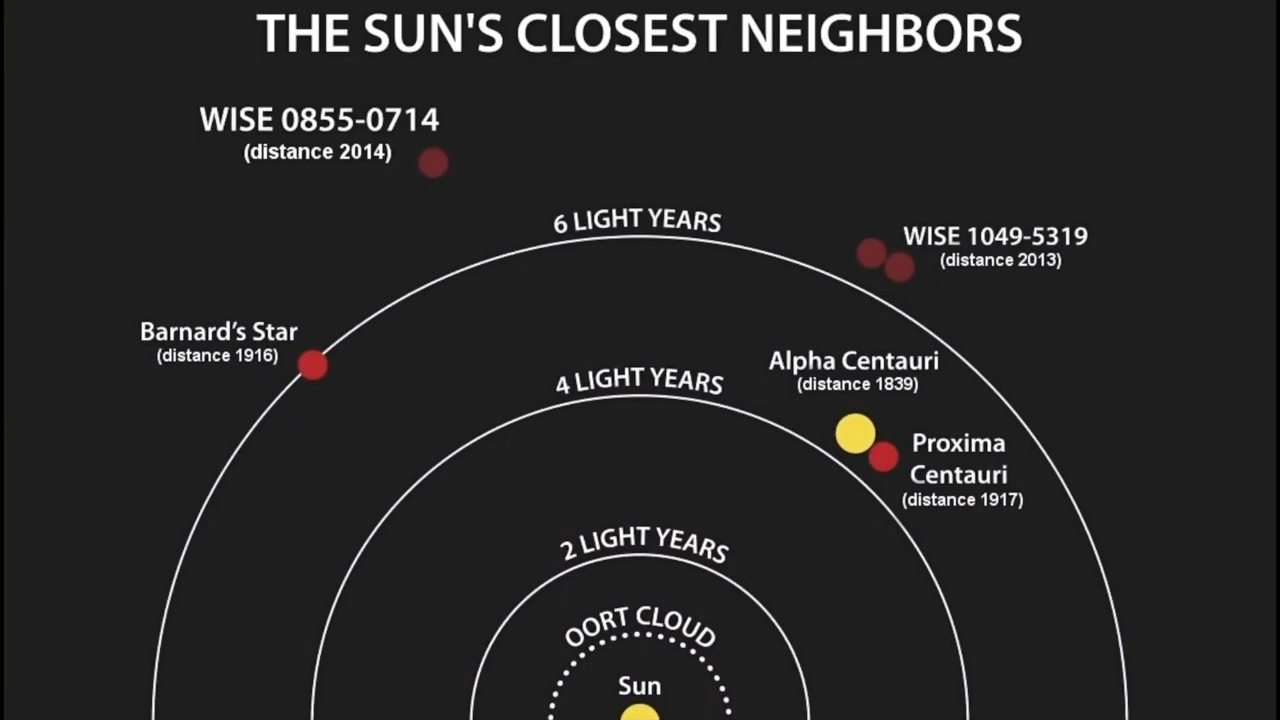 THE SUN'S CLOSEST NEIGHBORS
WISE 0855-0714
(distance 2014)
6 LIGHT YEARS
WISE 1049-5319
(distance 2013)
Barnard’s Star
(distance 1916)
Alpha Centauri
(distance 1839)
4 LIGHT YEARS
Proxima
Centauri
(distance 1917)
2 LIGHT YEARS
OORT CLOUD
Sun